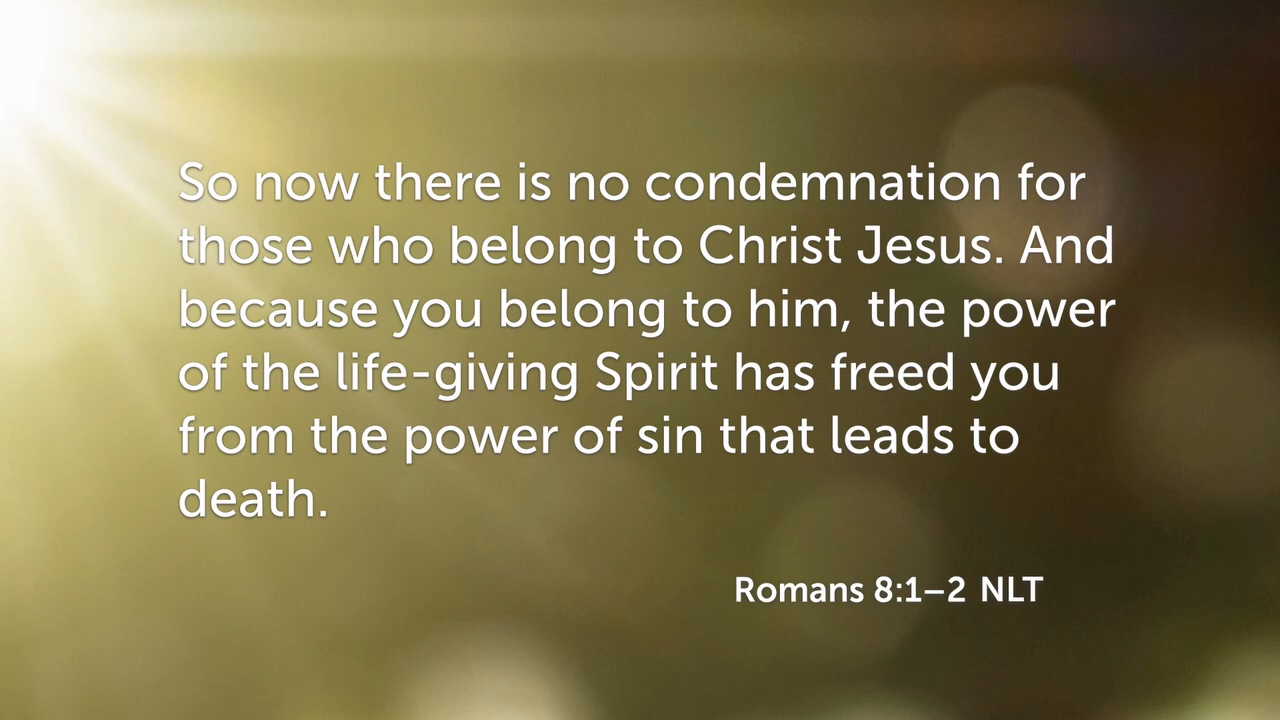 So now there is no condemnation for
those who belong to Christ Jesus. And
because you belong to him, the power
of the life-giving Spirit has freed you
from the power of sin that leads to
death.
Romans 8:1–2 NLT